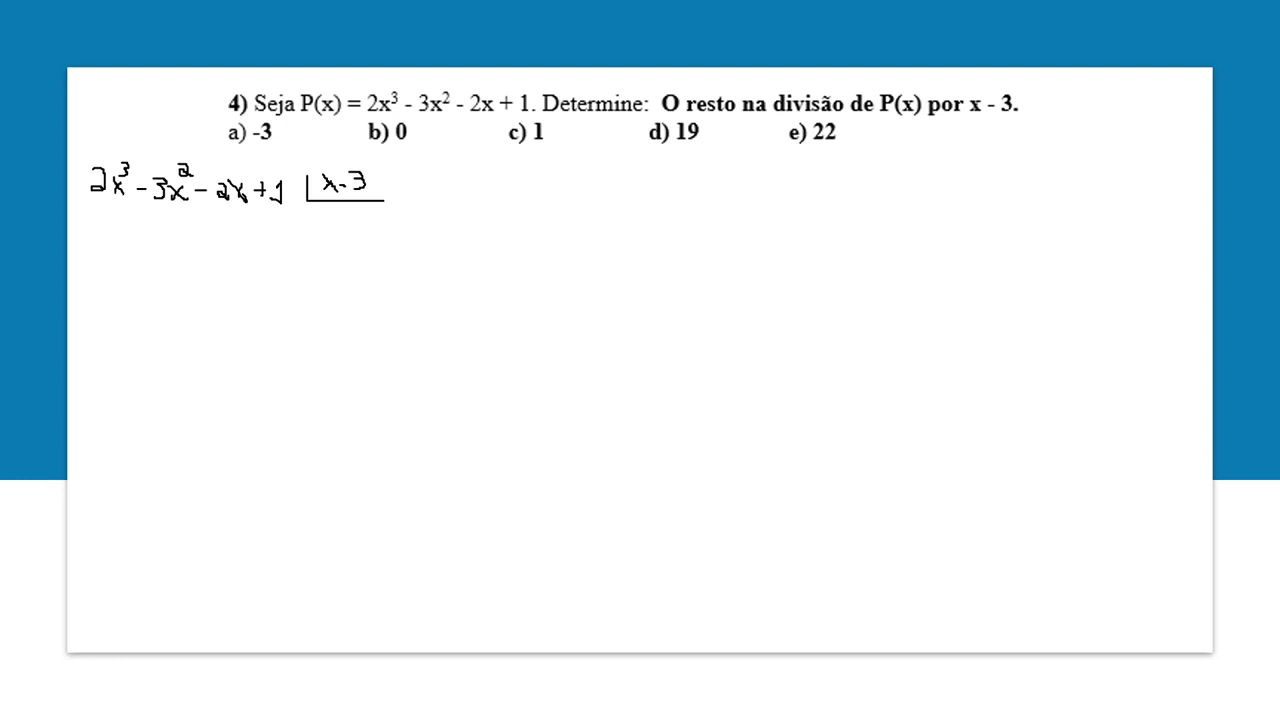 4) Seja P(x) = 2x³ - 3x² - 2x + 1. Determine: O resto na divisão de P(x) por x - 3.
a) -3 b) 0 c) 1 d) 19 e) 22
2x³ - 3x² - 2x + 1 | x - 3